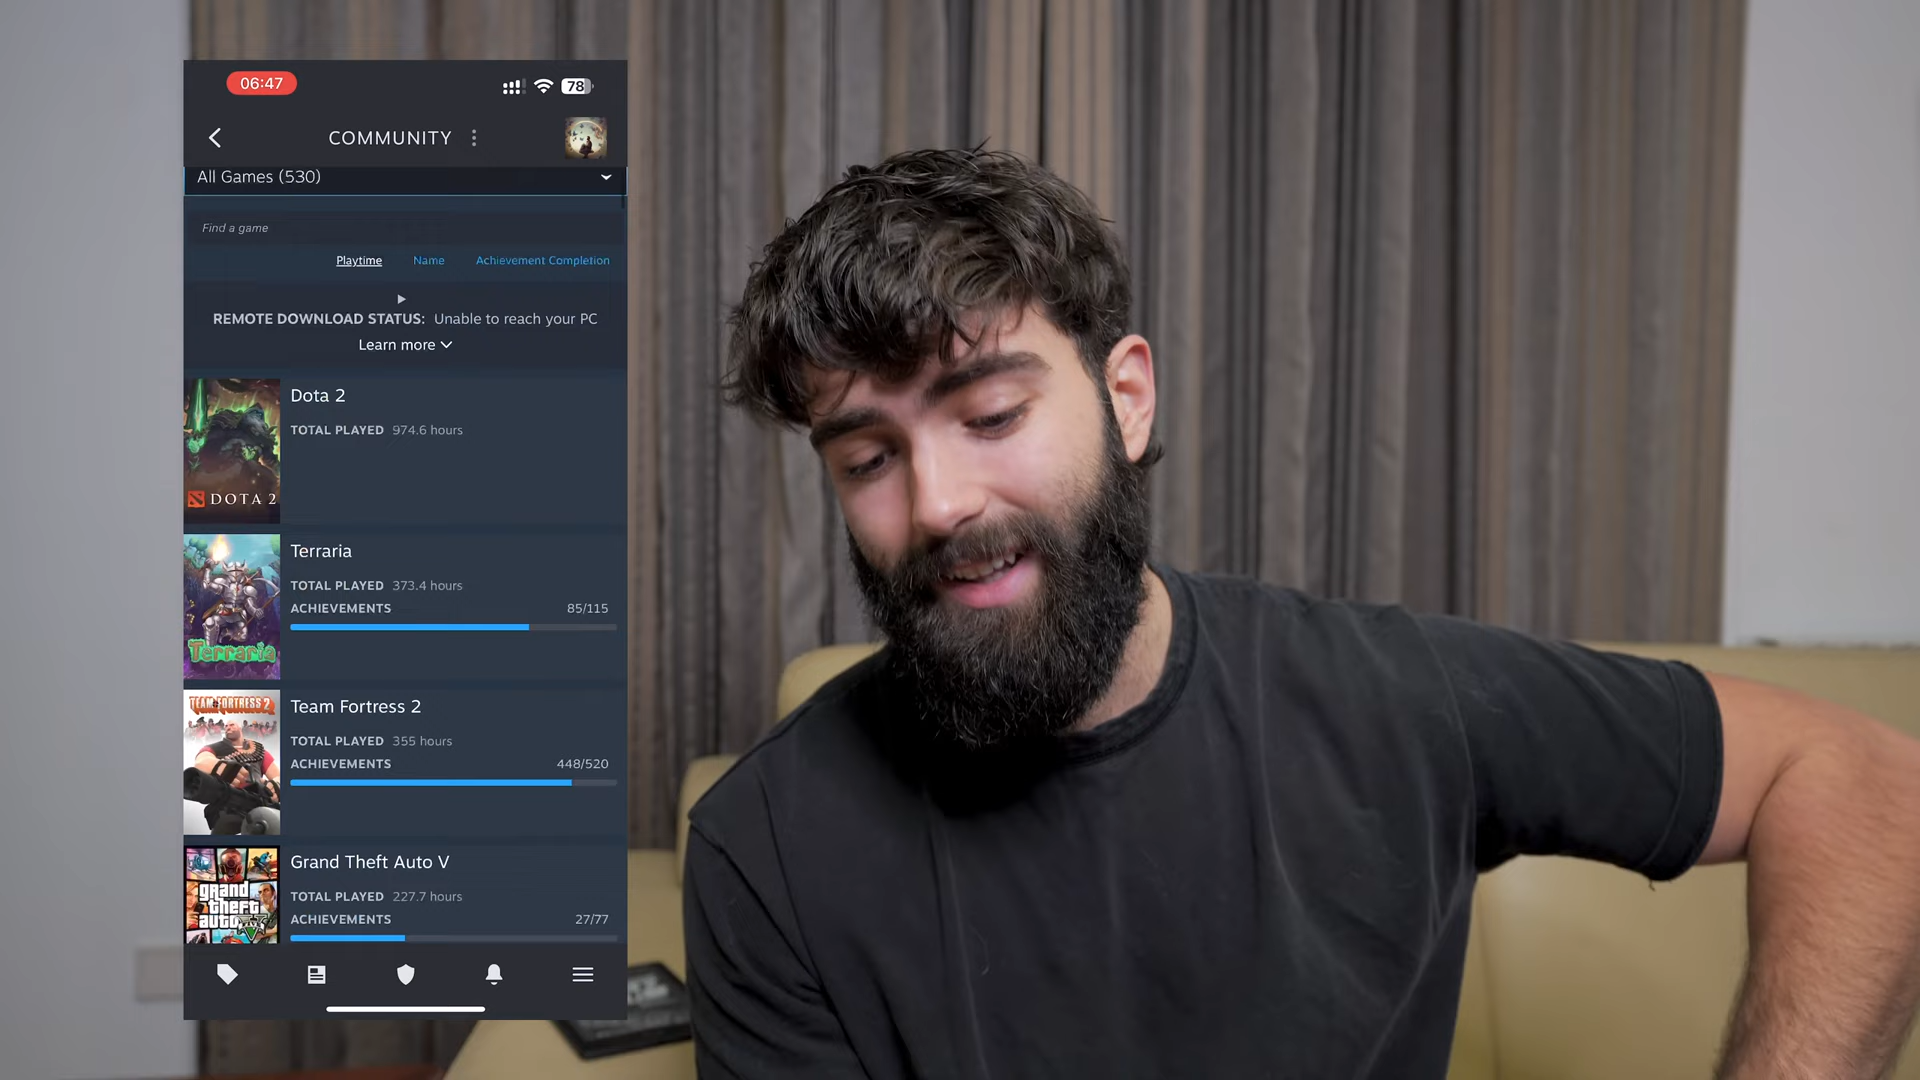 06:47
78
COMMUNITY
All Games (530)
Find a game
Playtime Name Achievement Completion
REMOTE DOWNLOAD STATUS: Unable to reach your PC
Learn more
Dota 2
TOTAL PLAYED 974.6 hours
DOTA 2
Terraria
TOTAL PLAYED 373.4 hours
ACHIEVEMENTS 85/115
Terraria
Team Fortress 2
TEAM FORTRESS 2
TOTAL PLAYED 355 hours
ACHIEVEMENTS 448/520
Grand Theft Auto V
grand
theft
auto V
TOTAL PLAYED 227.7 hours
ACHIEVEMENTS 27/77